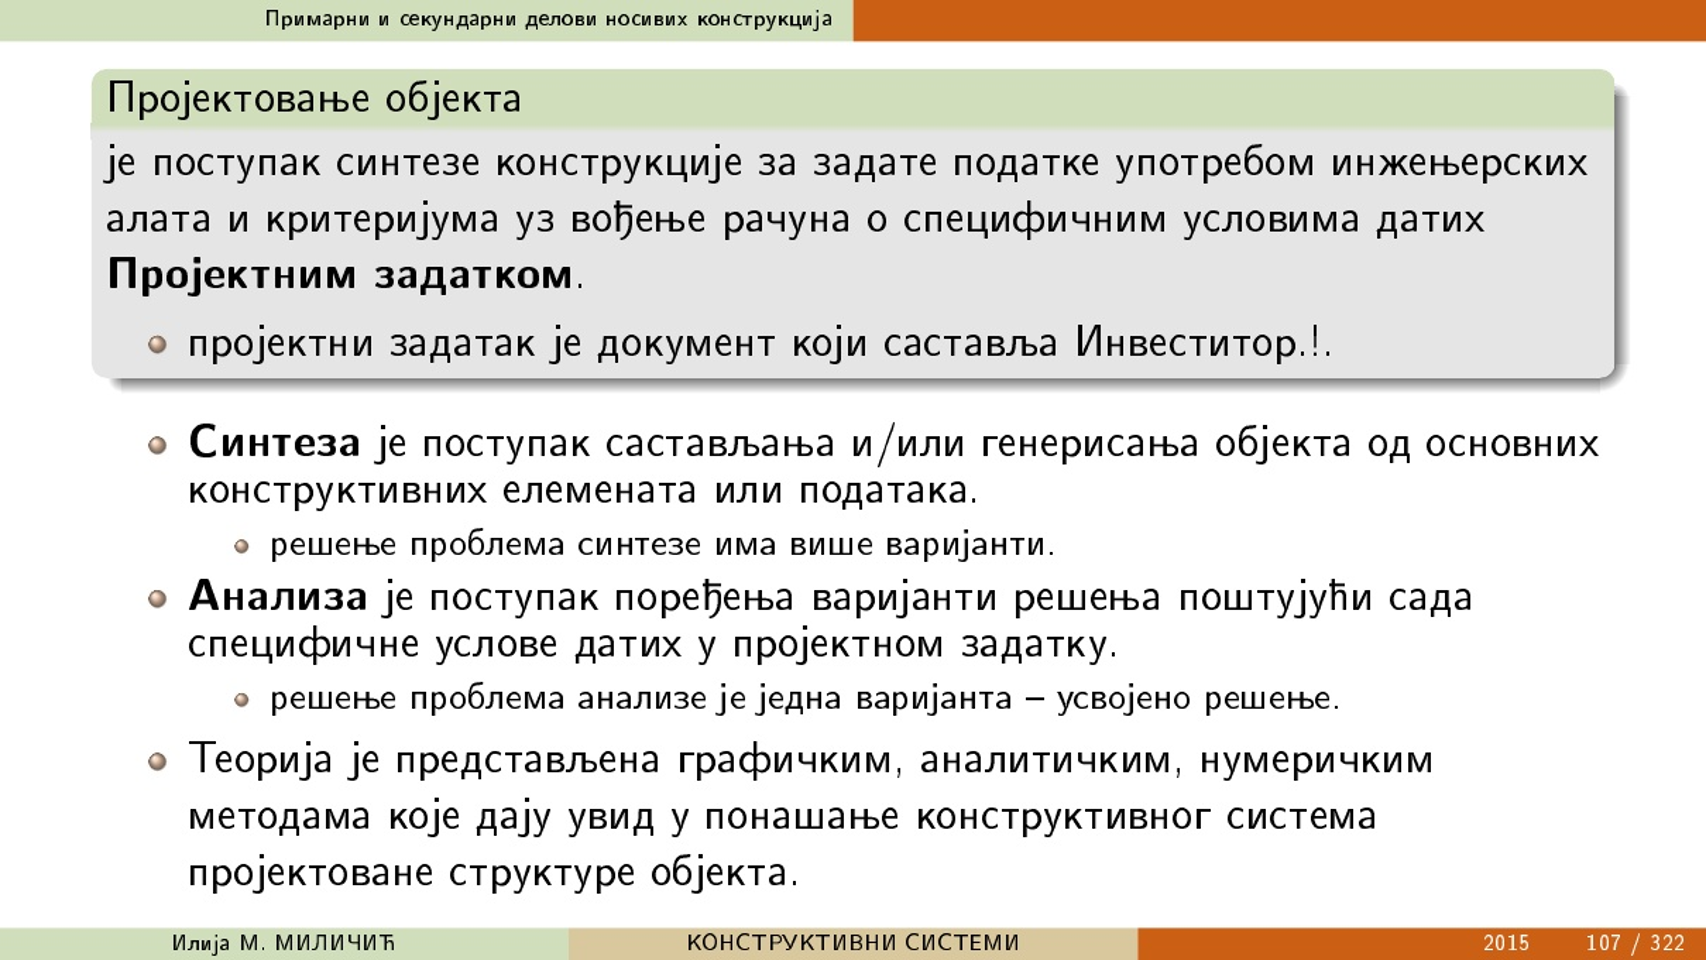 Примарни и секундарни делови носивих конструкција
Пројектовање објекта
је поступак синтезе конструкције за задате податке употребом инжењерских
алата и критеријума уз вођење рачуна о специфичним условима датих
Пројектним задатком.
пројектни задатак је документ који саставља Инвеститор.!.
Синтеза је поступак састављања и/или генерисања објекта од основних
конструктивних елемената или података.
решење проблема синтезе има више варијанти.
Анализа је поступак поређења варијанти решења поштујући сада
специфичне услове датих у пројектном задатку.
решење проблема анализе је једна варијанта – усвојено решење.
Теорија је представљена графичким, аналитичким, нумеричким
методама које дају увид у понашање конструктивног система
пројектоване структуре објекта.
Илија М. МИЛИЧИЋ КОНСТРУКТИВНИ СИСТЕМИ 2015 107 / 322